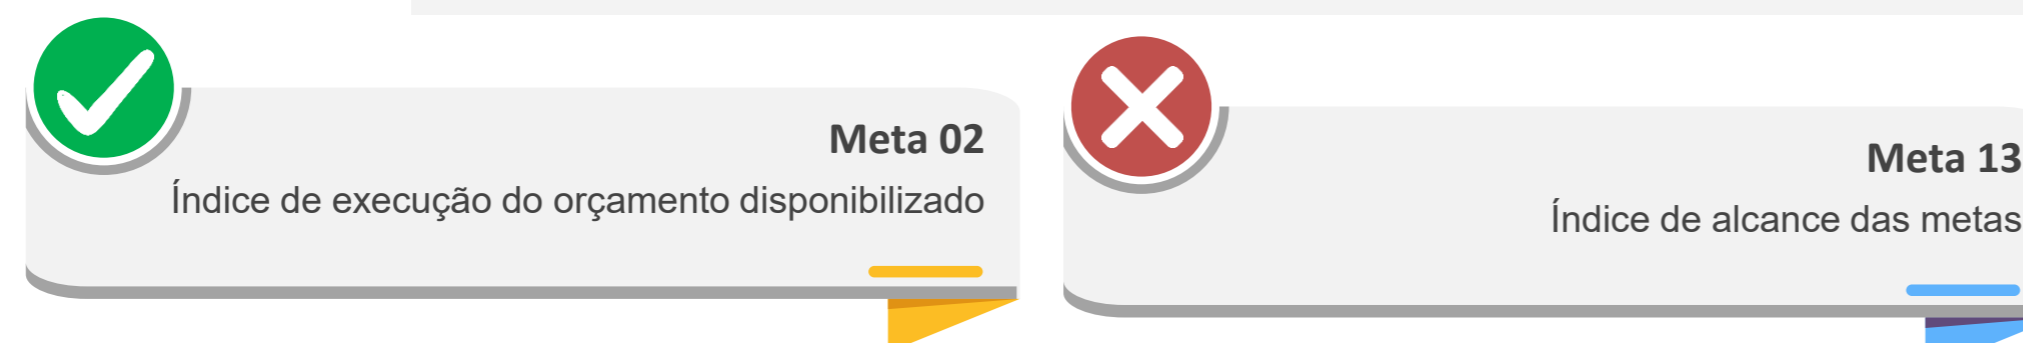 Meta 02
Índice de execução do orçamento disponibilizado
Meta 13
Índice de alcance das metas